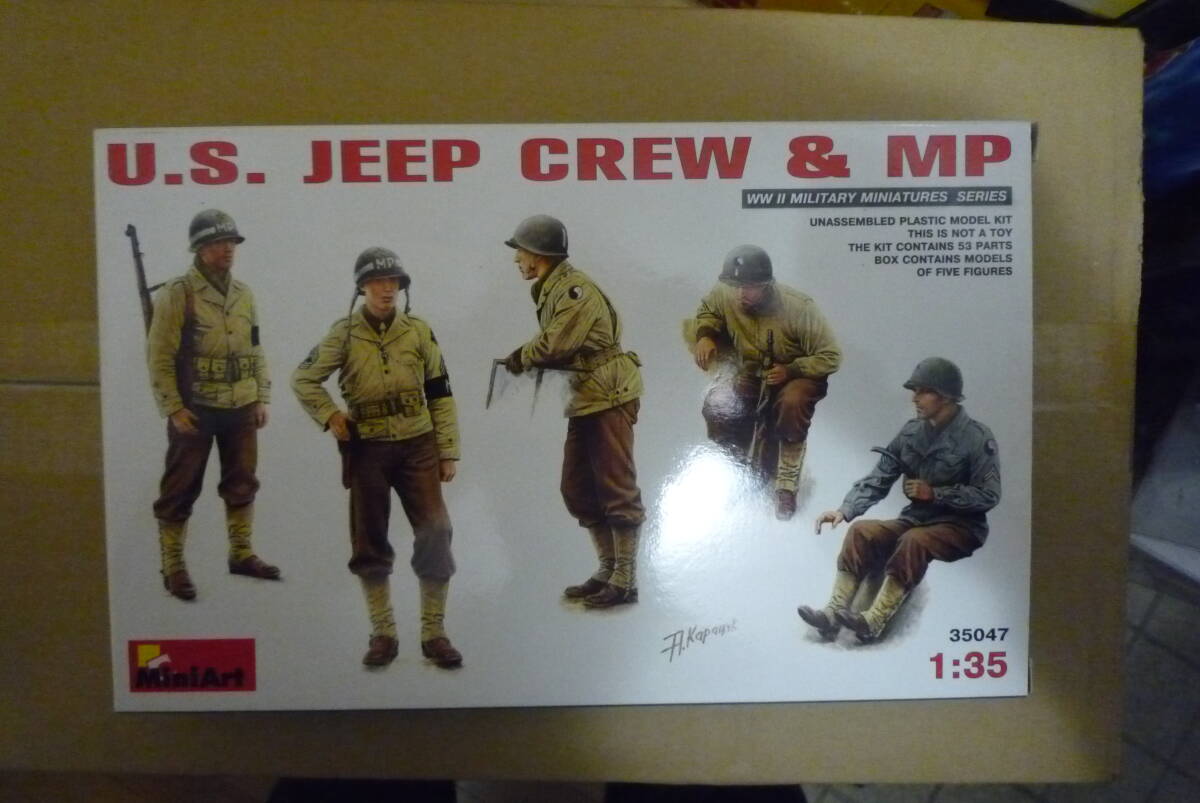 U.S. JEEP CREW & MP
WW II MILITARY MINIATURES SERIES
UNASSEMBLED PLASTIC MODEL KIT
THIS IS NOT A TOY
THE KIT CONTAINS 53 PARTS
BOX CONTAINS MODELS
OF FIVE FIGURES
MP
MP
35047
1:35
MiniArt